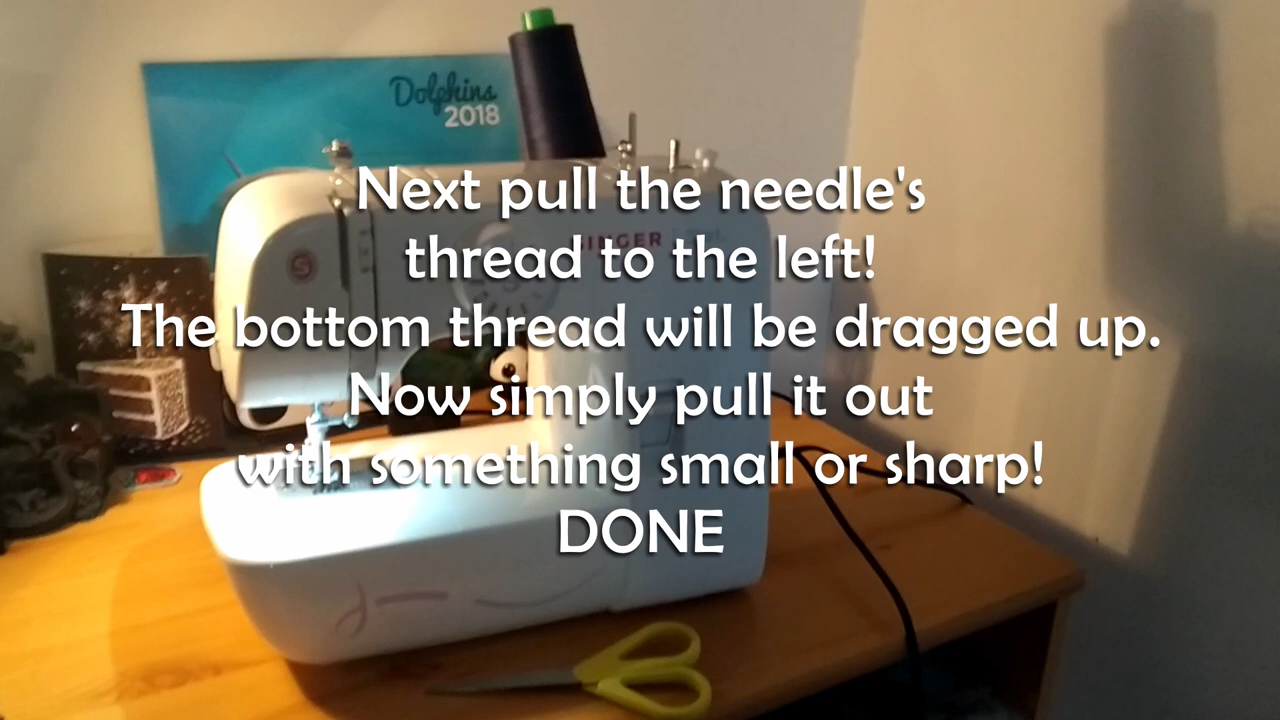 Dolphins
2018
SINGER
S
Next pull the needle's
thread to the left!
The bottom thread will be dragged up.
Now simply pull it out
with something small or sharp!
DONE